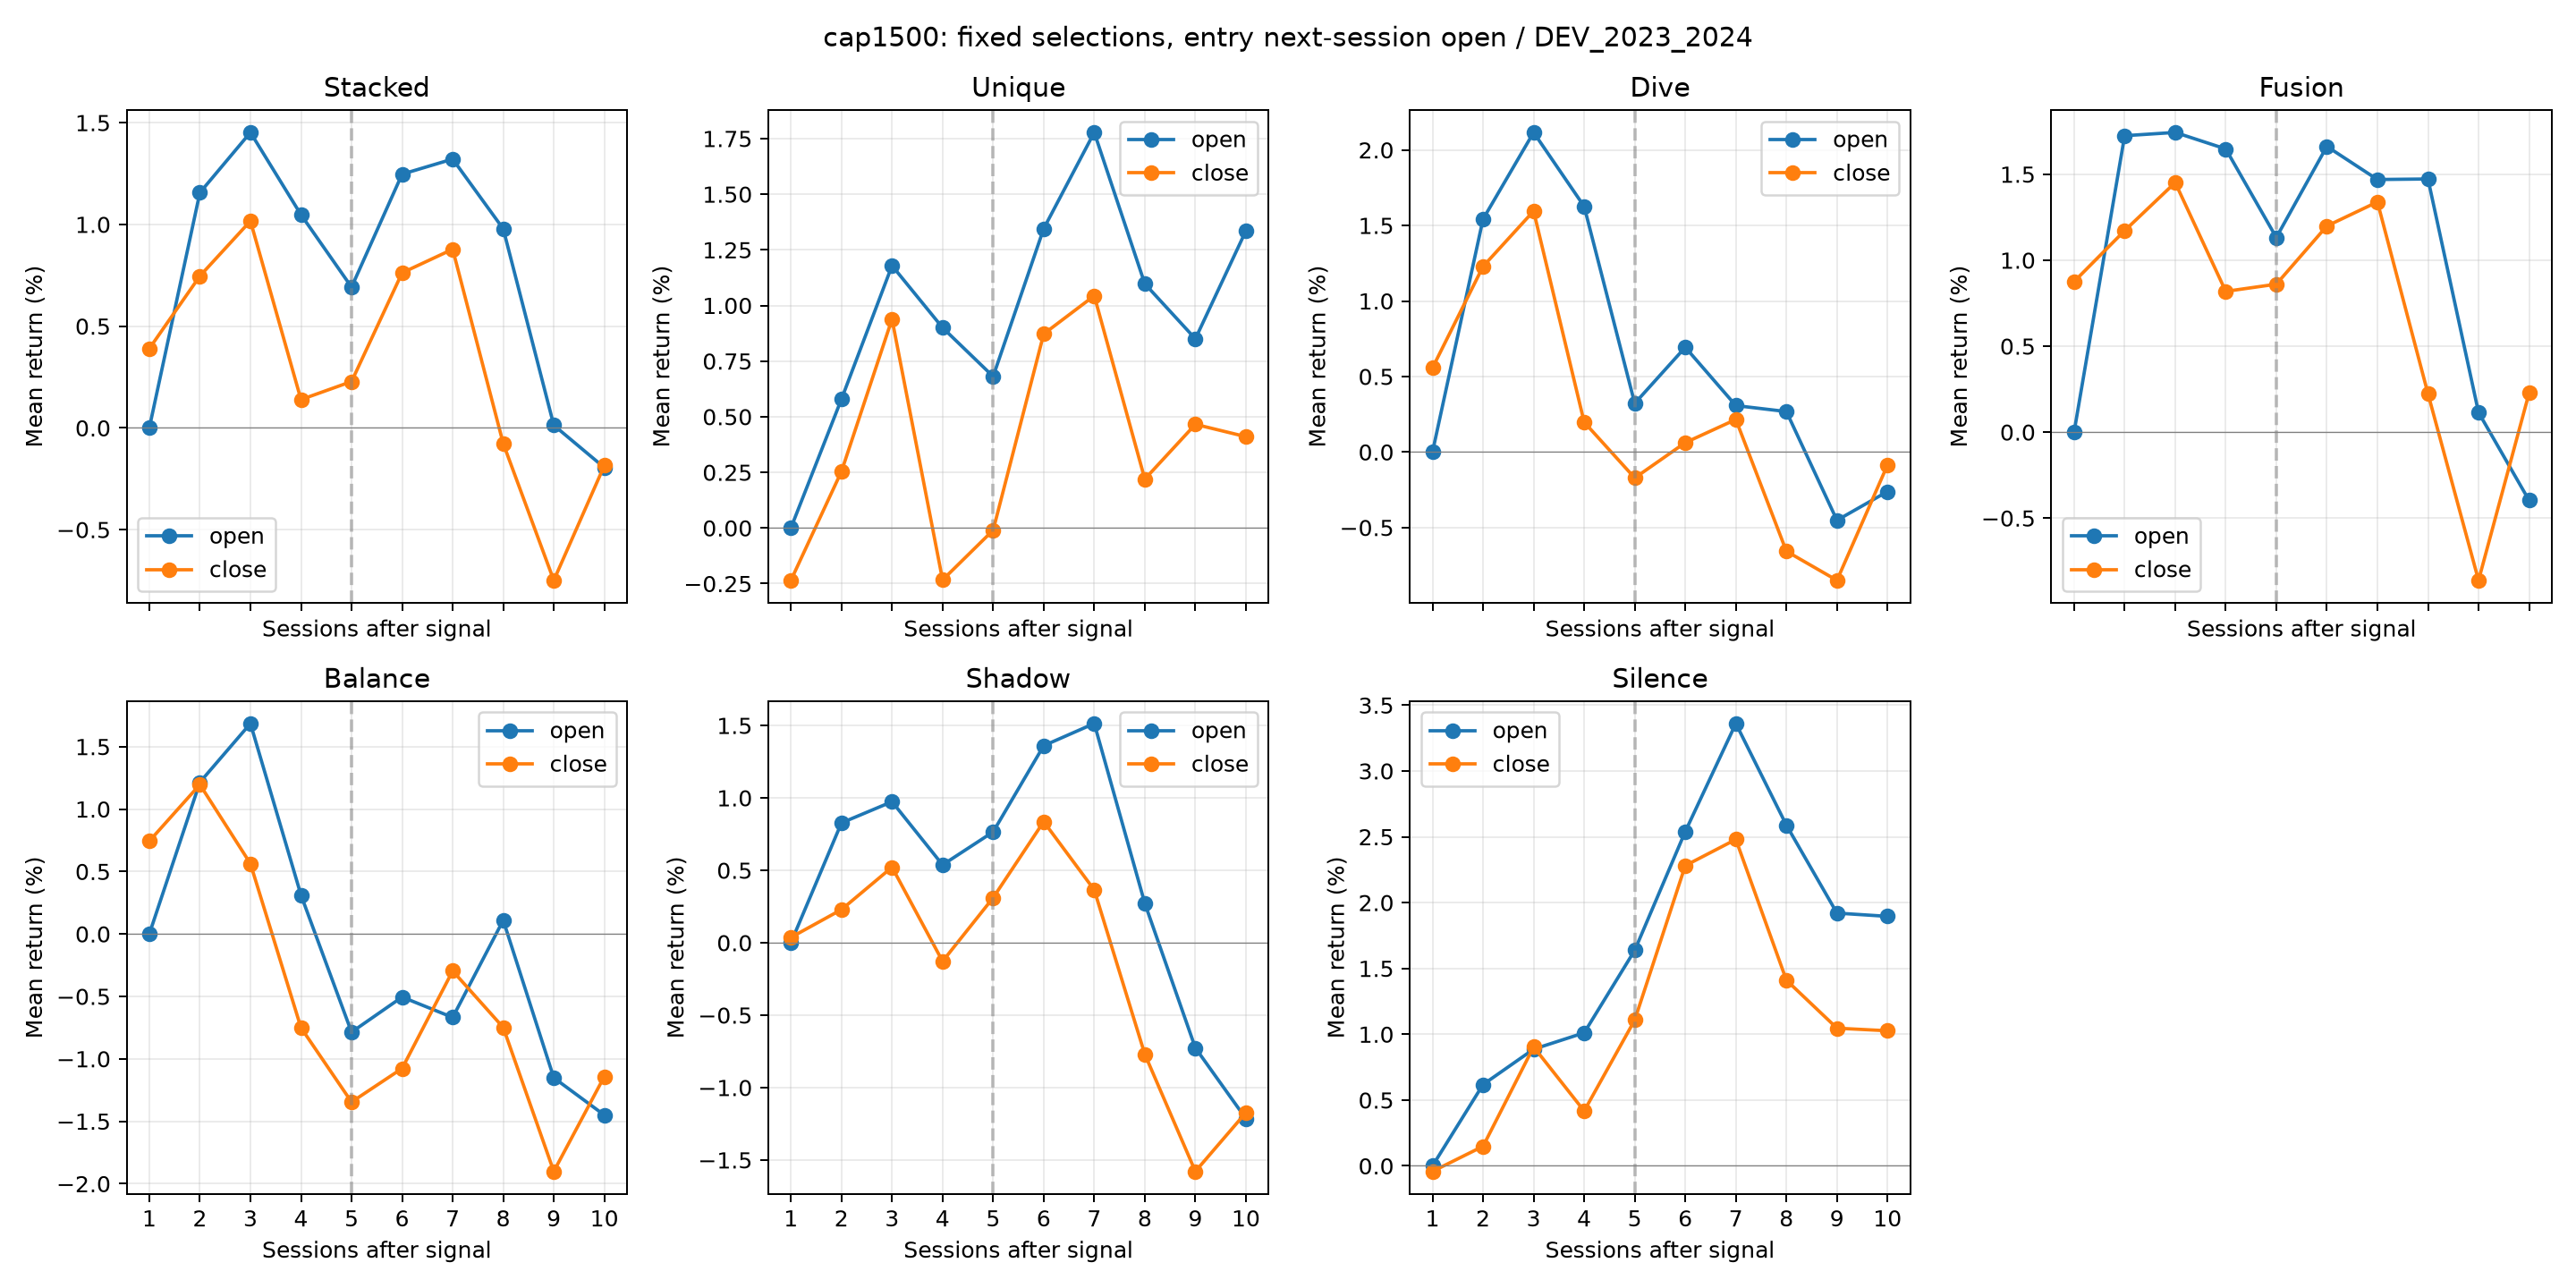 cap1500: fixed selections, entry next-session open / DEV_2023_2024
Stacked
1.5
1.0
0.5
0.0
−0.5
Mean return (%)
open
close
Sessions after signal
Unique
1.75
1.50
1.25
1.00
0.75
0.50
0.25
0.00
−0.25
Mean return (%)
open
close
Sessions after signal
Dive
2.0
1.5
1.0
0.5
0.0
−0.5
Mean return (%)
open
close
Sessions after signal
Fusion
1.5
1.0
0.5
0.0
−0.5
Mean return (%)
open
close
Sessions after signal
Balance
1.5
1.0
0.5
0.0
−0.5
−1.0
−1.5
−2.0
Mean return (%)
open
close
1 2 3 4 5 6 7 8 9 10
Sessions after signal
Shadow
1.5
1.0
0.5
0.0
−0.5
−1.0
−1.5
Mean return (%)
open
close
1 2 3 4 5 6 7 8 9 10
Sessions after signal
Silence
3.5
3.0
2.5
2.0
1.5
1.0
0.5
0.0
Mean return (%)
open
close
1 2 3 4 5 6 7 8 9 10
Sessions after signal